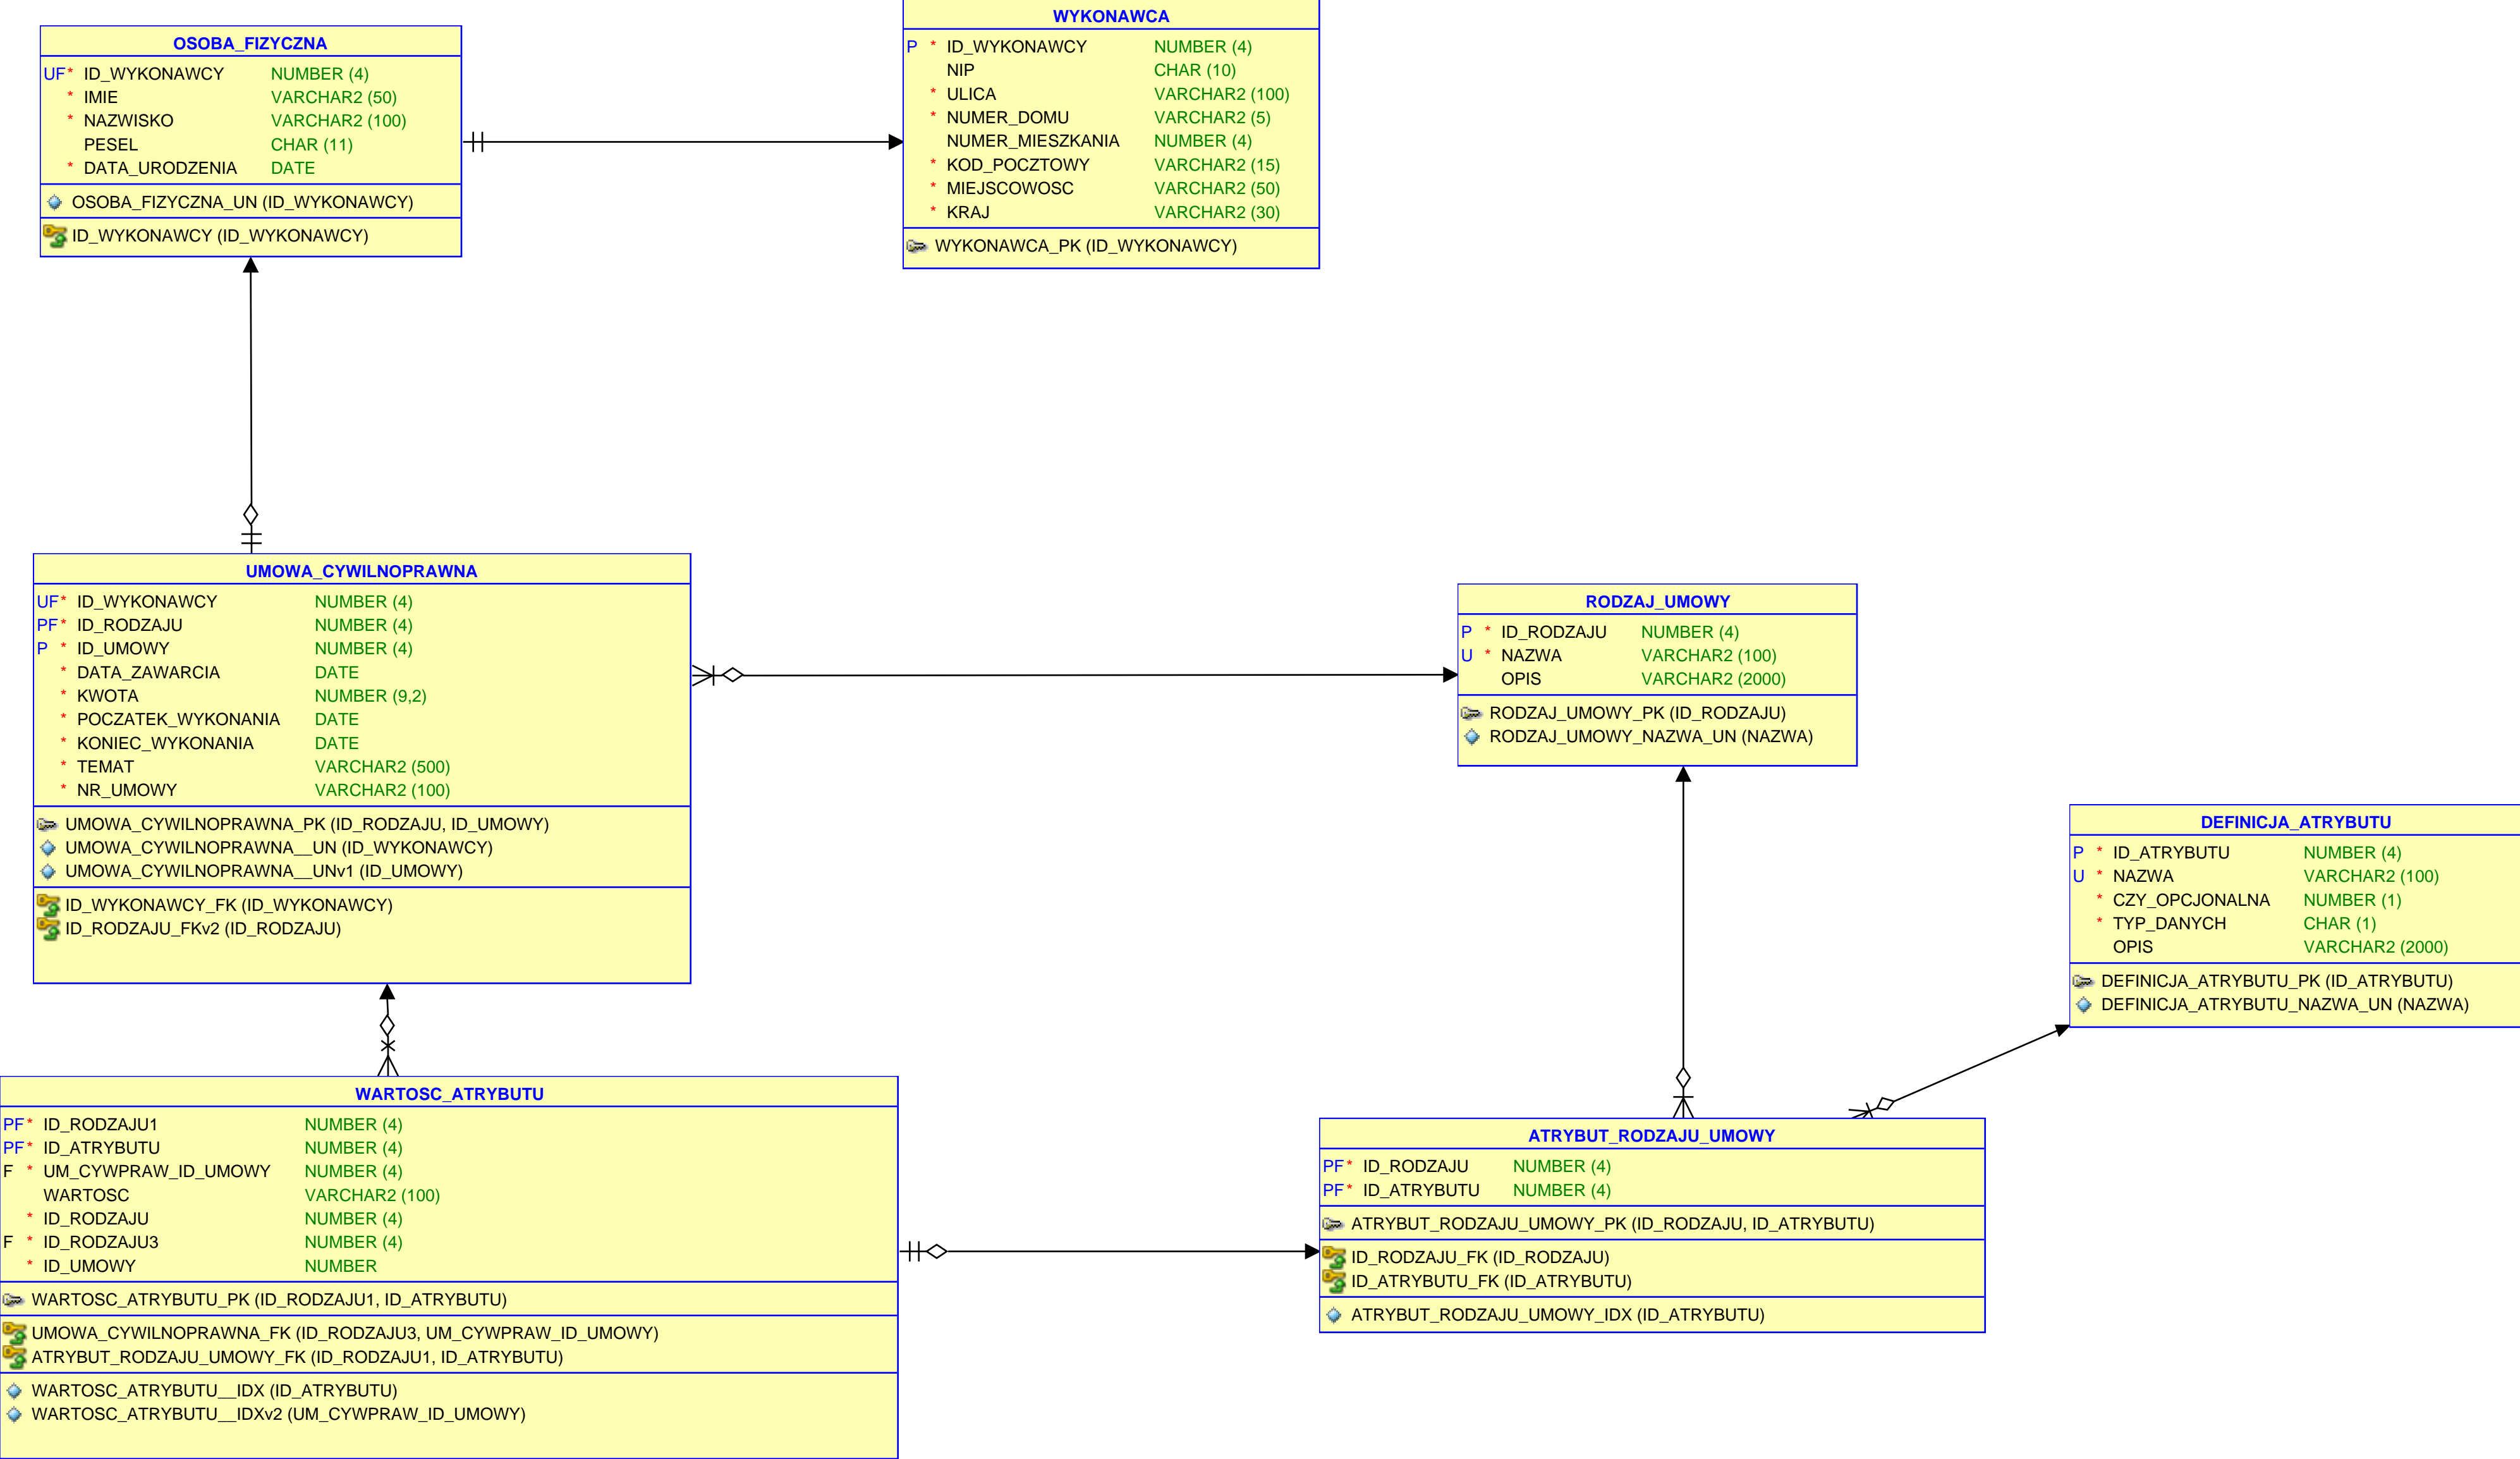 OSOBA_FIZYCZNA
UF* ID_WYKONAWCY NUMBER (4)
* IMIE VARCHAR2 (50)
* NAZWISKO VARCHAR2 (100)
PESEL CHAR (11)
* DATA_URODZENIA DATE
OSOBA_FIZYCZNA_UN (ID_WYKONAWCY)
ID_WYKONAWCY (ID_WYKONAWCY)
WYKONAWCA
P * ID_WYKONAWCY NUMBER (4)
NIP CHAR (10)
* ULICA VARCHAR2 (100)
* NUMER_DOMU VARCHAR2 (5)
NUMER_MIESZKANIA NUMBER (4)
* KOD_POCZTOWY VARCHAR2 (15)
* MIEJSCOWOSC VARCHAR2 (50)
* KRAJ VARCHAR2 (30)
WYKONAWCA_PK (ID_WYKONAWCY)
UMOWA_CYWILNOPRAWNA
UF* ID_WYKONAWCY NUMBER (4)
PF* ID_RODZAJU NUMBER (4)
P * ID_UMOWY NUMBER (4)
* DATA_ZAWARCIA DATE
* KWOTA NUMBER (9,2)
* POCZATEK_WYKONANIA DATE
* KONIEC_WYKONANIA DATE
* TEMAT VARCHAR2 (500)
* NR_UMOWY VARCHAR2 (100)
UMOWA_CYWILNOPRAWNA_PK (ID_RODZAJU, ID_UMOWY)
UMOWA_CYWILNOPRAWNA__UN (ID_WYKONAWCY)
UMOWA_CYWILNOPRAWNA__UNv1 (ID_UMOWY)
ID_WYKONAWCY_FK (ID_WYKONAWCY)
ID_RODZAJU_FKv2 (ID_RODZAJU)
RODZAJ_UMOWY
P * ID_RODZAJU NUMBER (4)
U * NAZWA VARCHAR2 (100)
OPIS VARCHAR2 (2000)
RODZAJ_UMOWY_PK (ID_RODZAJU)
RODZAJ_UMOWY_NAZWA_UN (NAZWA)
DEFINICJA_ATRYBUTU
P * ID_ATRYBUTU NUMBER (4)
U * NAZWA VARCHAR2 (100)
* CZY_OPCJONALNA NUMBER (1)
* TYP_DANYCH CHAR (1)
OPIS VARCHAR2 (2000)
DEFINICJA_ATRYBUTU_PK (ID_ATRYBUTU)
DEFINICJA_ATRYBUTU_NAZWA_UN (NAZWA)
WARTOSC_ATRYBUTU
PF* ID_RODZAJU1 NUMBER (4)
PF* ID_ATRYBUTU NUMBER (4)
F * UM_CYWPRAW_ID_UMOWY NUMBER (4)
WARTOSC VARCHAR2 (100)
* ID_RODZAJU NUMBER (4)
F * ID_RODZAJU3 NUMBER (4)
* ID_UMOWY NUMBER
WARTOSC_ATRYBUTU_PK (ID_RODZAJU1, ID_ATRYBUTU)
UMOWA_CYWILNOPRAWNA_FK (ID_RODZAJU3, UM_CYWPRAW_ID_UMOWY)
ATRYBUT_RODZAJU_UMOWY_FK (ID_RODZAJU1, ID_ATRYBUTU)
WARTOSC_ATRYBUTU__IDX (ID_ATRYBUTU)
WARTOSC_ATRYBUTU__IDXv2 (UM_CYWPRAW_ID_UMOWY)
ATRYBUT_RODZAJU_UMOWY
PF* ID_RODZAJU NUMBER (4)
PF* ID_ATRYBUTU NUMBER (4)
ATRYBUT_RODZAJU_UMOWY_PK (ID_RODZAJU, ID_ATRYBUTU)
ID_RODZAJU_FK (ID_RODZAJU)
ID_ATRYBUTU_FK (ID_ATRYBUTU)
ATRYBUT_RODZAJU_UMOWY_IDX (ID_ATRYBUTU)